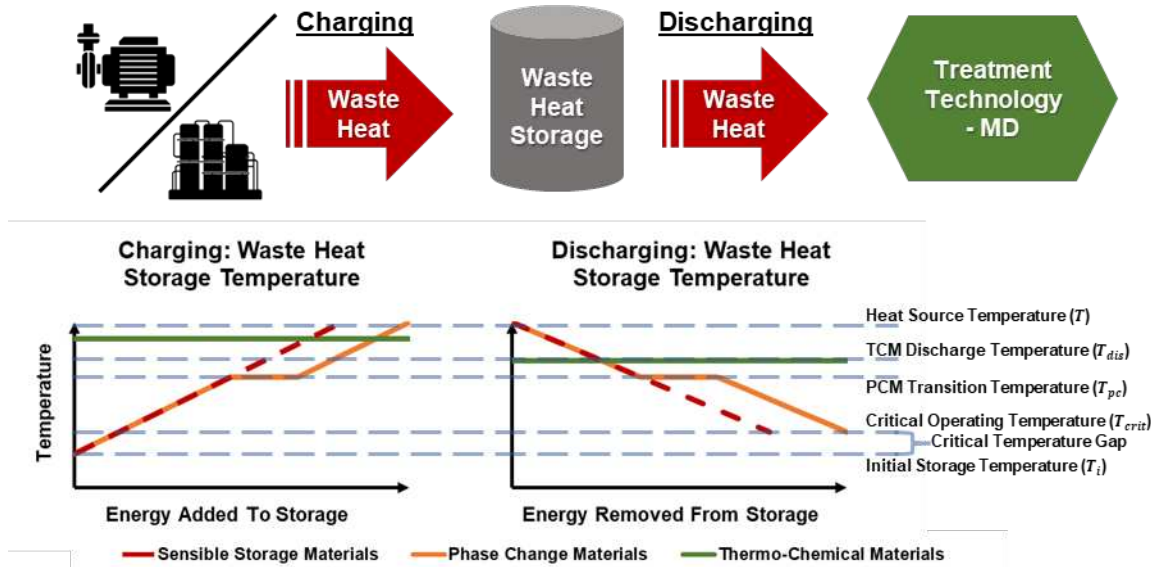 Charging
Discharging
Waste
Heat
Waste
Heat
Storage
Waste
Heat
Treatment
Technology
- MD
Charging: Waste Heat
Storage Temperature
Discharging: Waste Heat
Storage Temperature
Temperature
Energy Added To Storage
Energy Removed From Storage
Heat Source Temperature (T)
TCM Discharge Temperature (T_dis)
PCM Transition Temperature (T_pc)
Critical Operating Temperature (T_crit)
Critical Temperature Gap
Initial Storage Temperature (T_i)
Sensible Storage Materials
Phase Change Materials
Thermo-Chemical Materials